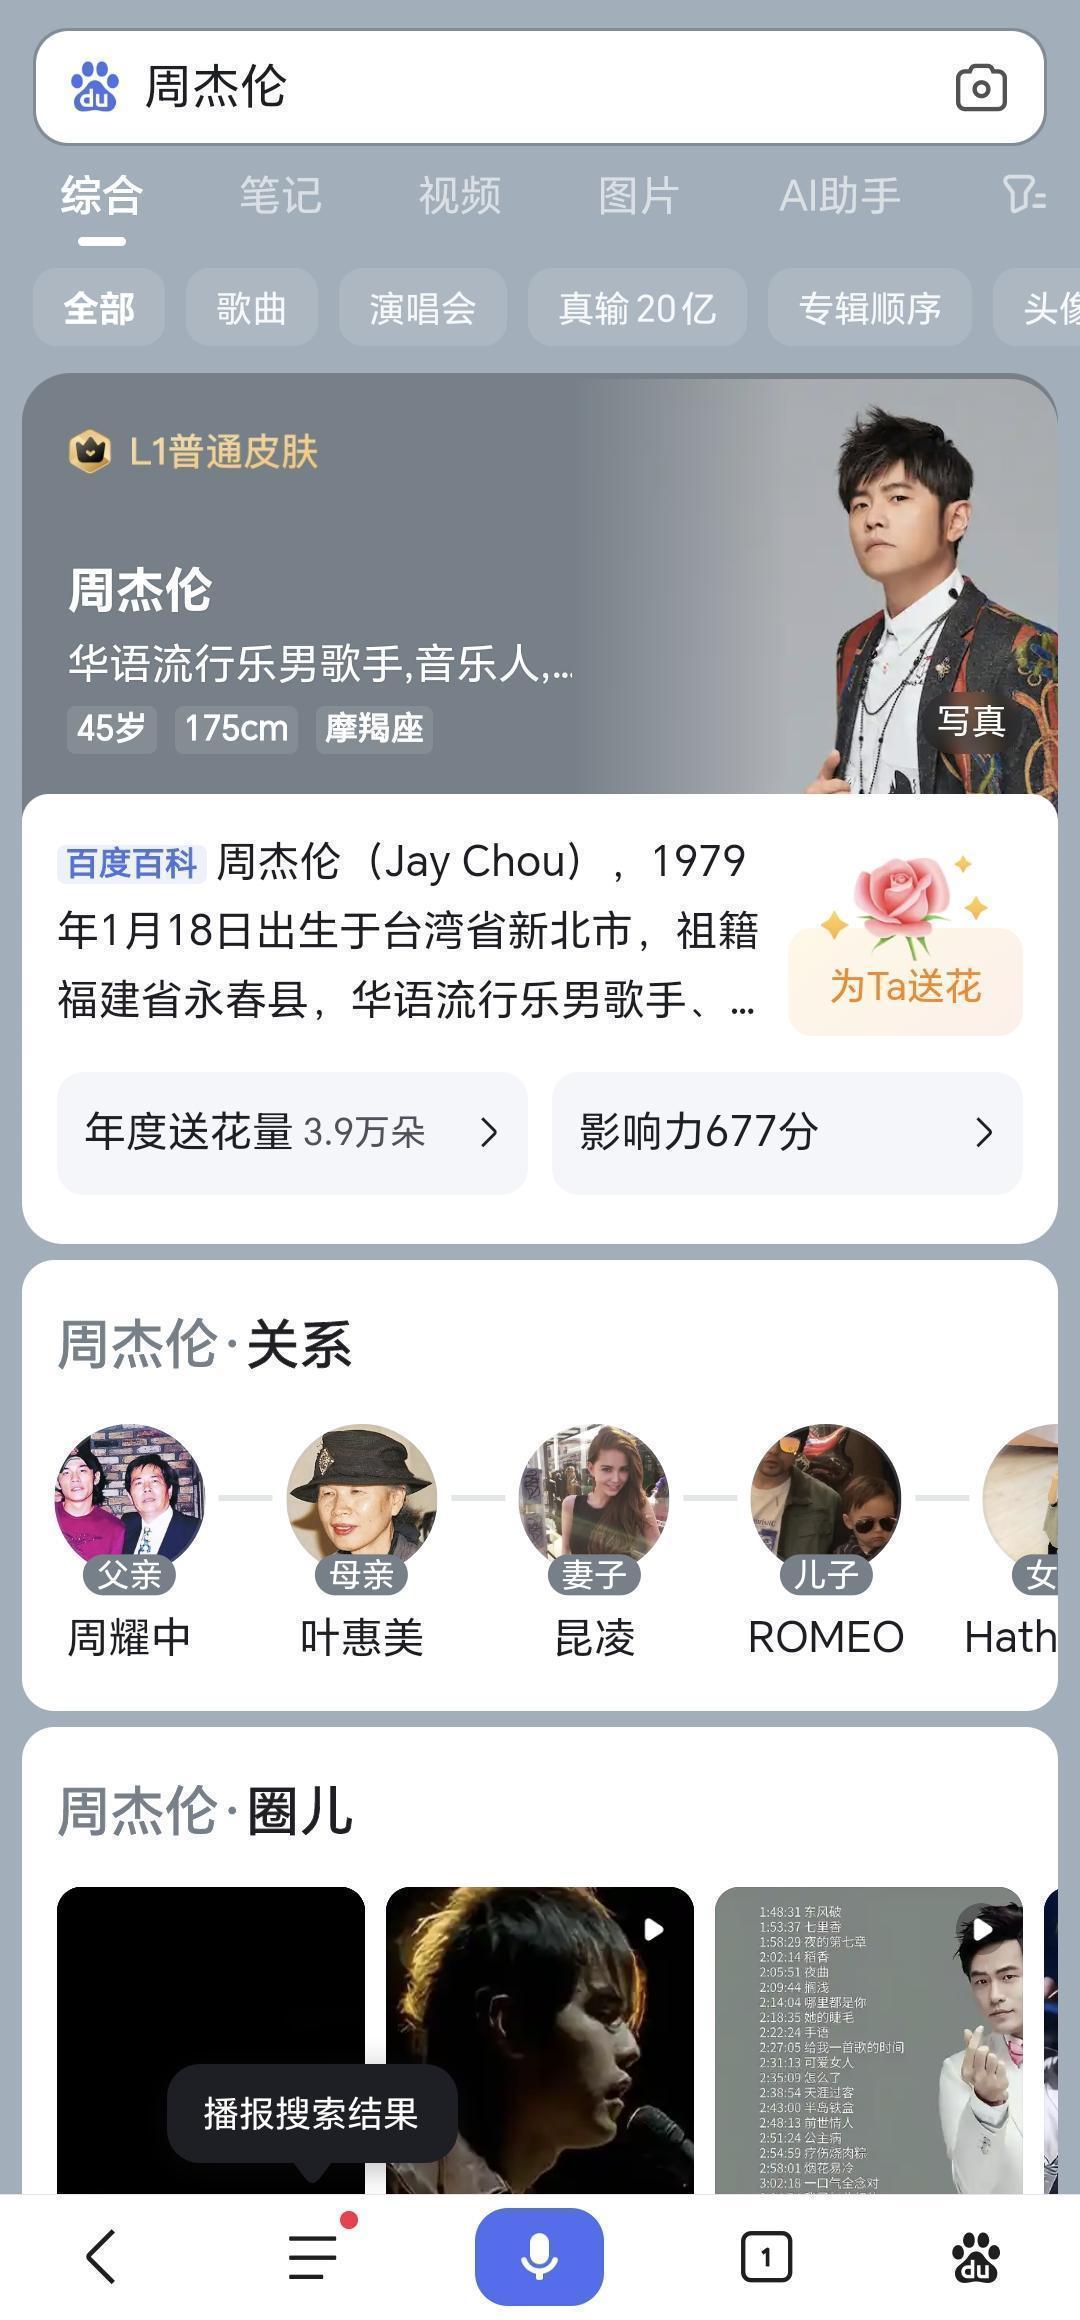 du 周杰伦
综合 笔记 视频 图片 AI助手
全部 歌曲 演唱会 真输20亿 专辑顺序 头像
L1普通皮肤
周杰伦
华语流行乐男歌手,音乐人,...
45岁 175cm 摩羯座
写真
百度百科 周杰伦（Jay Chou），1979
年1月18日出生于台湾省新北市，祖籍
福建省永春县，华语流行乐男歌手、...
为Ta送花
年度送花量 3.9万朵
影响力677分
周杰伦·关系
父亲 母亲 妻子 儿子 女
周耀中 叶惠美 昆凌 ROMEO Hath
周杰伦·圈儿
1:48:31 东风破
1:53:37 七里香
1:58:29 夜的第七章
2:02:14 稻香
2:05:51 夜曲
2:09:44 搁浅
2:14:04 哪里都是你
2:18:35 她的睫毛
2:22:24 手语
2:27:05 给我一首歌的时间
2:31:13 可爱女人
2:35:09 怎么了
2:38:54 天涯过客
2:43:00 半岛铁盒
2:48:13 前世情人
2:51:24 公主病
2:54:59 疗伤烧肉粽
2:58:01 烟花易冷
3:02:18 一口气全念对
播报搜索结果
1
du